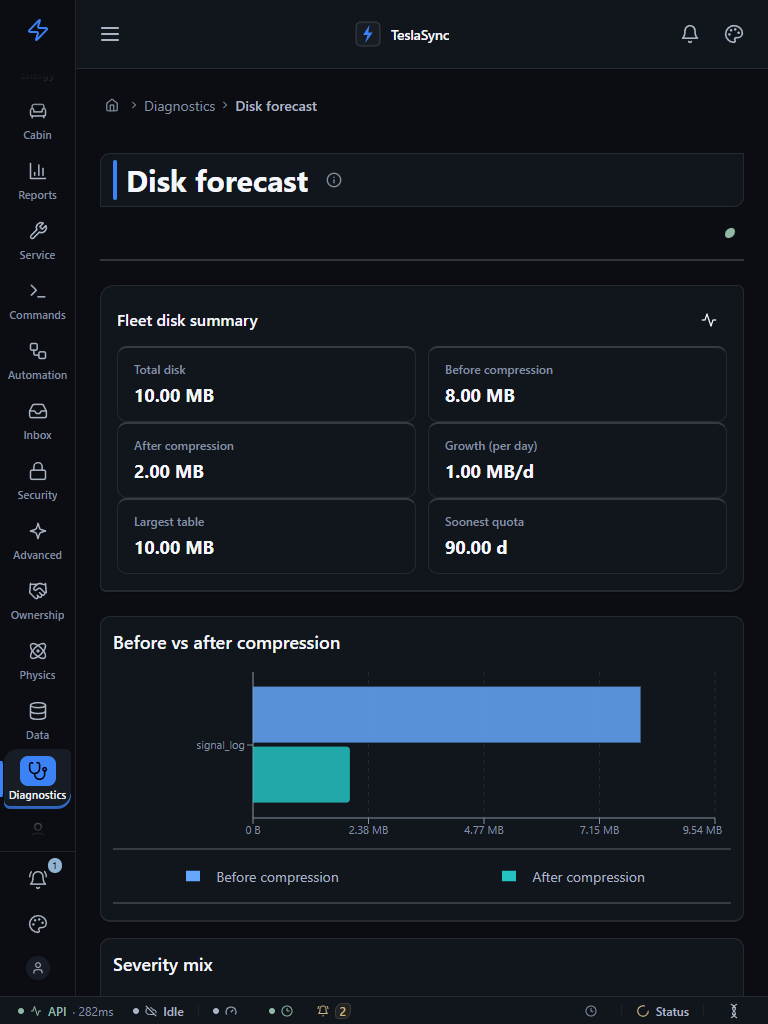 TeslaSync
Energy
Cabin
Reports
Service
Commands
Automation
Inbox
Security
Advanced
Ownership
Physics
Data
Diagnostics
1
Diagnostics
Disk forecast
Disk forecast
Fleet disk summary
Total disk
10.00 MB
Before compression
8.00 MB
After compression
2.00 MB
Growth (per day)
1.00 MB/d
Largest table
10.00 MB
Soonest quota
90.00 d
Before vs after compression
signal_log
0 B
2.38 MB
4.77 MB
7.15 MB
9.54 MB
Before compression
After compression
Severity mix
API · 282ms
Idle
2
Status